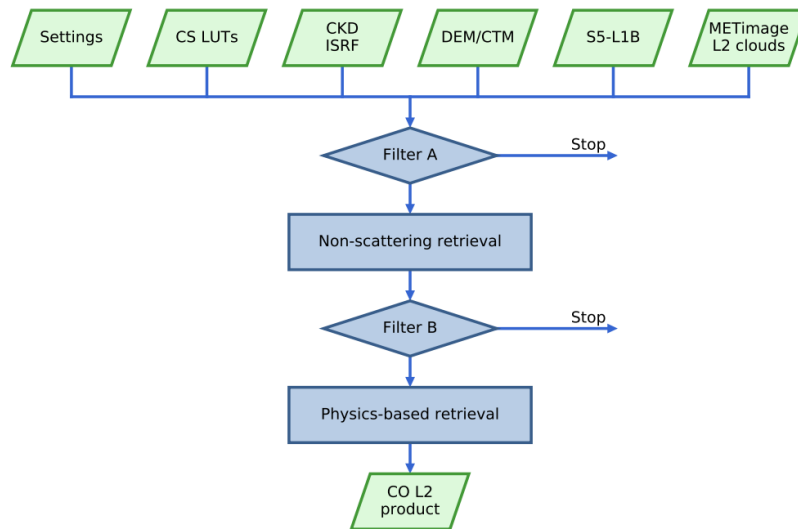 Settings
CS LUTs
CKD
ISRF
DEM/CTM
S5-L1B
METimage
L2 clouds
Filter A
Stop
Non-scattering retrieval
Filter B
Stop
Physics-based retrieval
CO L2
product